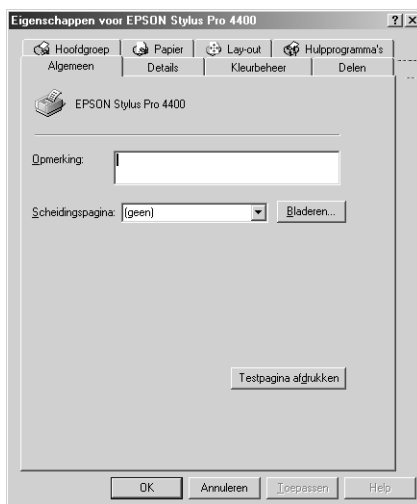 Eigenschappen voor EPSON Stylus Pro 4400
Hoofdgroep Papier Lay-out Hulpprogramma's
Algemeen Details Kleurbeheer Delen
EPSON Stylus Pro 4400
Opmerking:
Scheidingspagina: (geen) Bladeren...
Testpagina afdrukken
OK Annuleren Toepassen Help